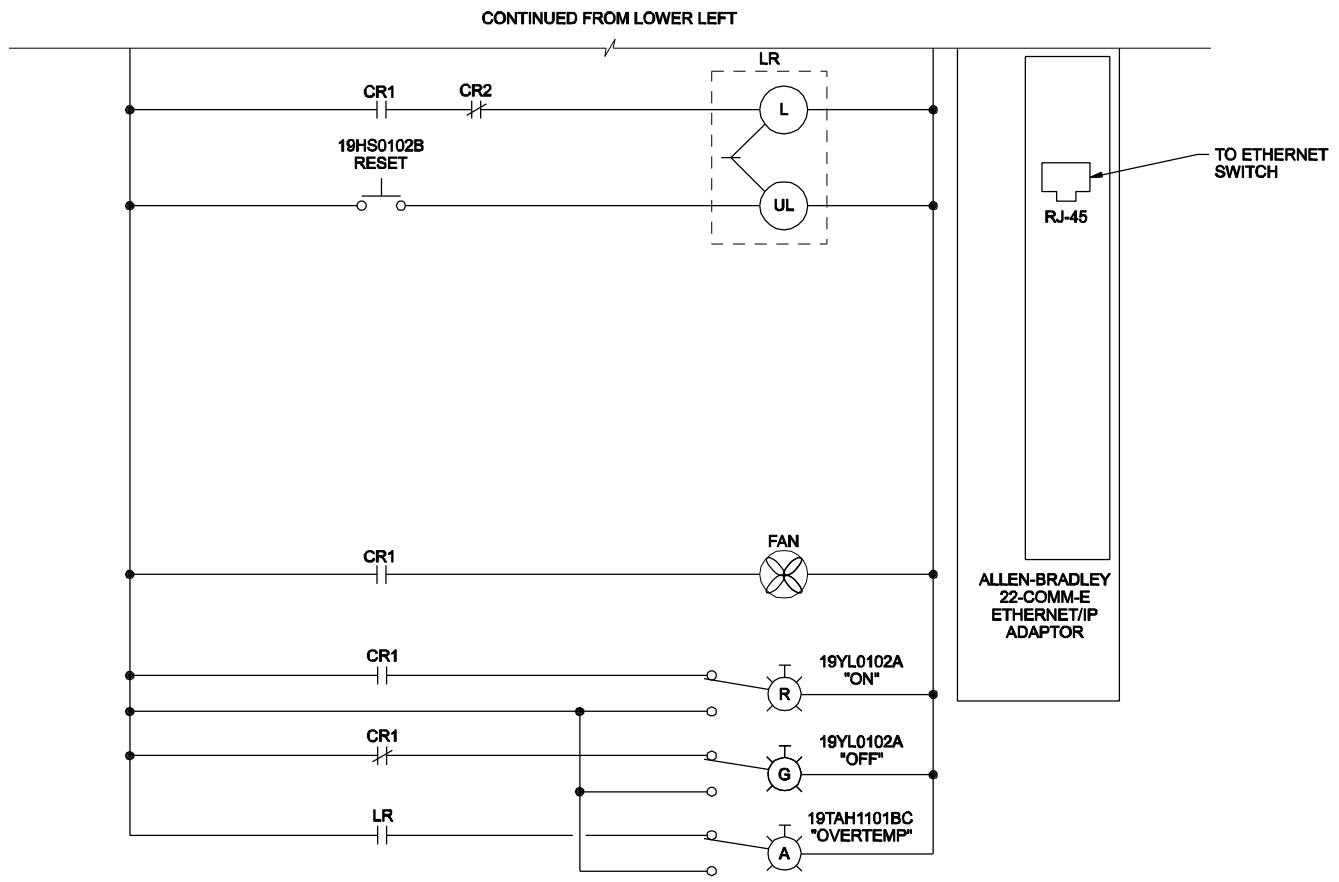 CONTINUED FROM LOWER LEFT
LR
CR1
CR2
L
19HS0102B
RESET
UL
TO ETHERNET
SWITCH
RJ-45
CR1
FAN
ALLEN-BRADLEY
22-COMM-E
ETHERNET/IP
ADAPTOR
CR1
19YL0102A
"ON"
R
CR1
19YL0102A
"OFF"
G
LR
19TAH1101BC
"OVERTEMP"
A